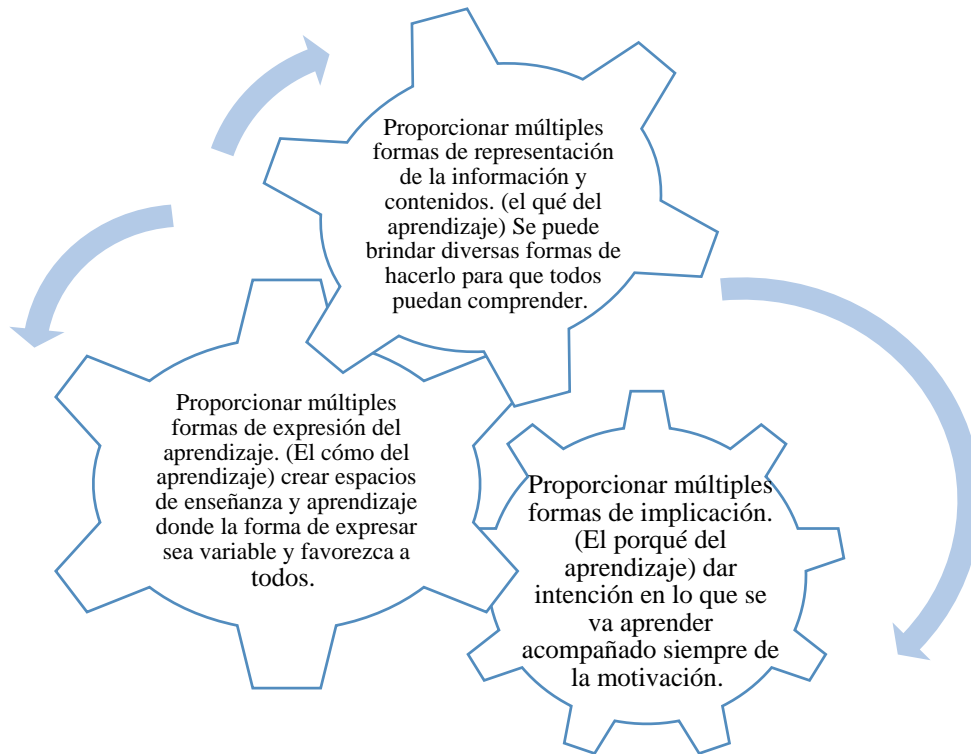 Proporcionar múltiples
formas de representación
de la información y
contenidos. (el qué del
aprendizaje) Se puede
brindar diversas formas de
hacerlo para que todos
puedan comprender.
Proporcionar múltiples
formas de expresión del
aprendizaje. (El cómo del
aprendizaje) crear espacios
de enseñanza y aprendizaje
donde la forma de expresar
sea variable y favorezca a
todos.
Proporcionar múltiples
formas de implicación.
(El porqué del
aprendizaje) dar
intención en lo que se
va aprender
acompañado siempre de
la motivación.